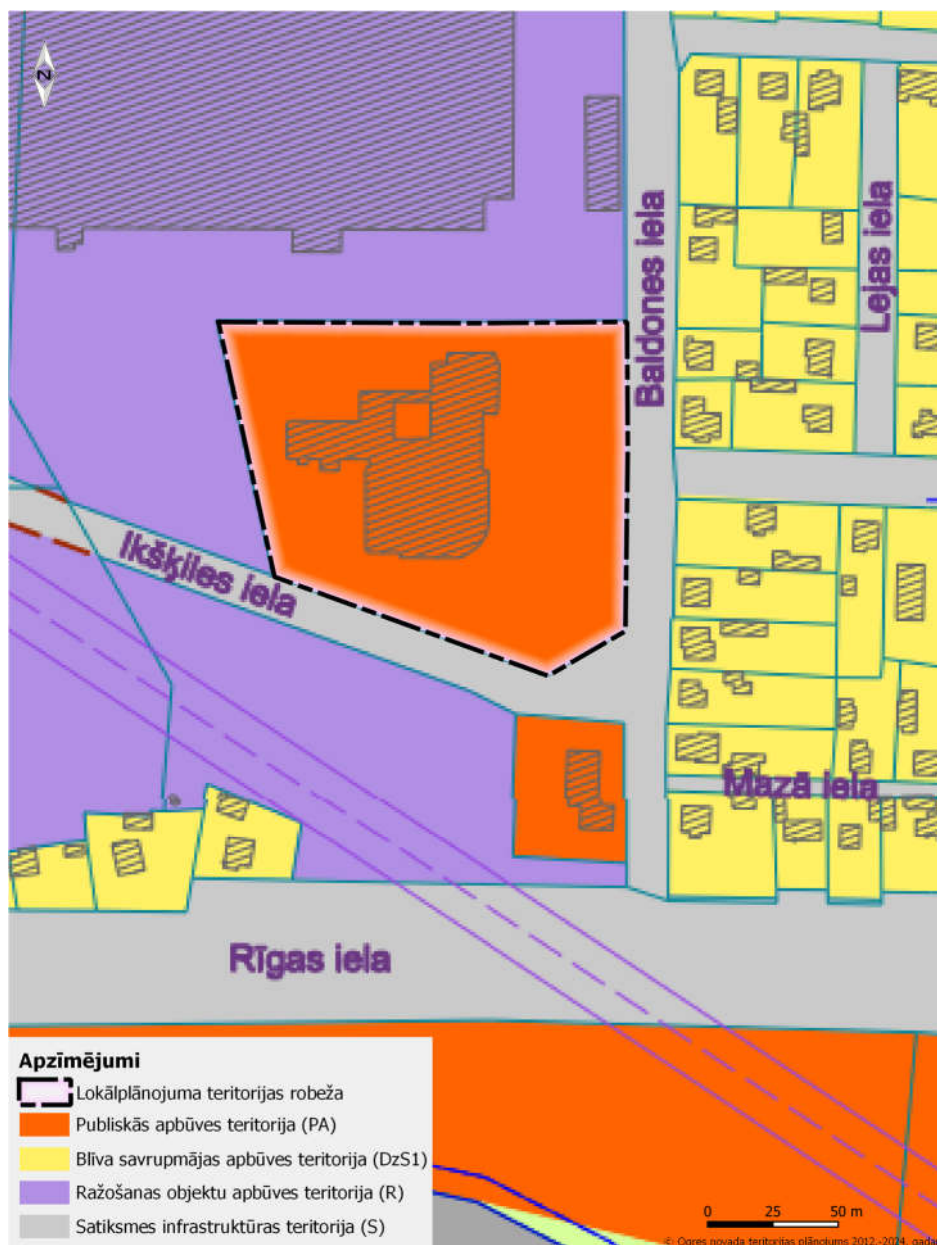 Z
Baldones iela
Lejas iela
Ikšķiles iela
Mazā iela
Rīgas iela
Apzīmējumi
Lokālplānojuma teritorijas robeža
Publiskās apbūves teritorija (PA)
Blīva savrupmājas apbūves teritorija (DzS1)
Ražošanas objektu apbūves teritorija (R)
Satiksmes infrastruktūras teritorija (S)
0 25 50 m
© Ogres novada teritorijas plānojums 2012.-2024. gadam